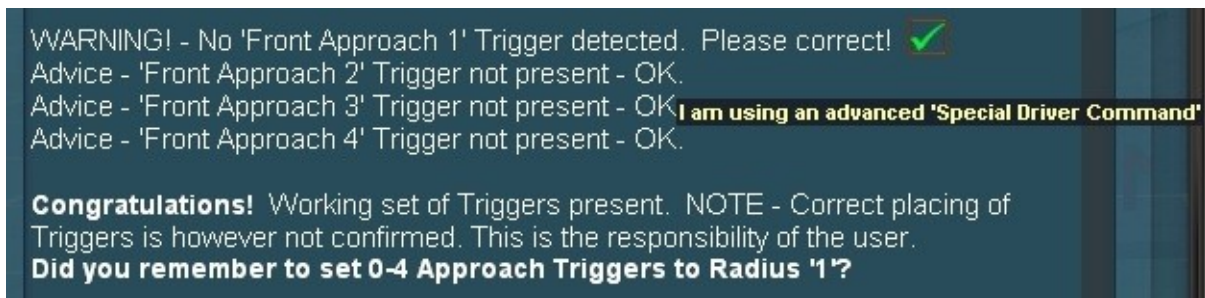 WARNING! - No 'Front Approach 1' Trigger detected. Please correct!
Advice - 'Front Approach 2' Trigger not present - OK.
Advice - 'Front Approach 3' Trigger not present - OK
I am using an advanced 'Special Driver Command'
Advice - 'Front Approach 4' Trigger not present - OK.
Congratulations! Working set of Triggers present. NOTE - Correct placing of
Triggers is however not confirmed. This is the responsibility of the user.
Did you remember to set 0-4 Approach Triggers to Radius '1'?